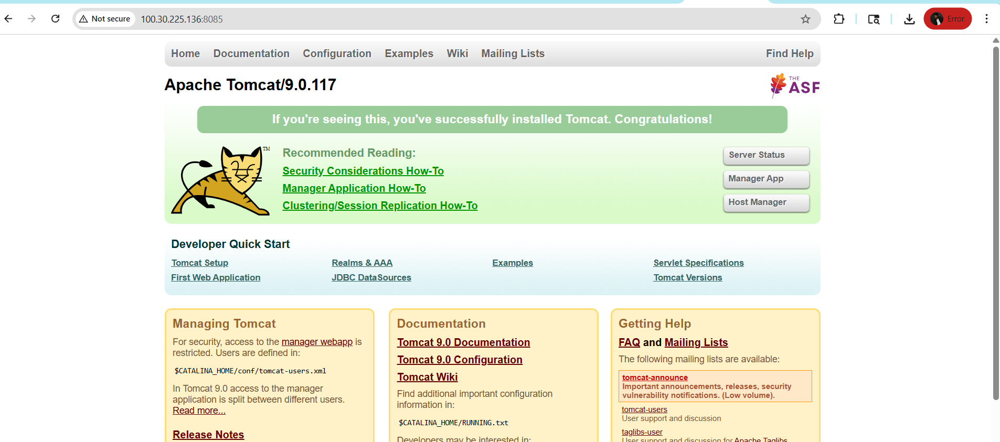 Not secure
100.30.225.136:8085
Error
Home Documentation Configuration Examples Wiki Mailing Lists Find Help
Apache Tomcat/9.0.117
THE
ASF
If you're seeing this, you've successfully installed Tomcat. Congratulations!
TM
Recommended Reading:
Security Considerations How-To
Manager Application How-To
Clustering/Session Replication How-To
Server Status
Manager App
Host Manager
Developer Quick Start
Tomcat Setup
First Web Application
Realms & AAA
JDBC DataSources
Examples
Servlet Specifications
Tomcat Versions
Managing Tomcat
For security, access to the manager webapp is
restricted. Users are defined in:
$CATALINA_HOME/conf/tomcat-users.xml
In Tomcat 9.0 access to the manager
application is split between different users.
Read more...
Release Notes
Documentation
Tomcat 9.0 Documentation
Tomcat 9.0 Configuration
Tomcat Wiki
Find additional important configuration
information in:
$CATALINA_HOME/RUNNING.txt
Developers may be interested in:
Getting Help
FAQ and Mailing Lists
The following mailing lists are available:
tomcat-announce
Important announcements, releases, security
vulnerability notifications. (Low volume).
tomcat-users
User support and discussion
taglibs-user
User support and discussion for Apache Taglibs